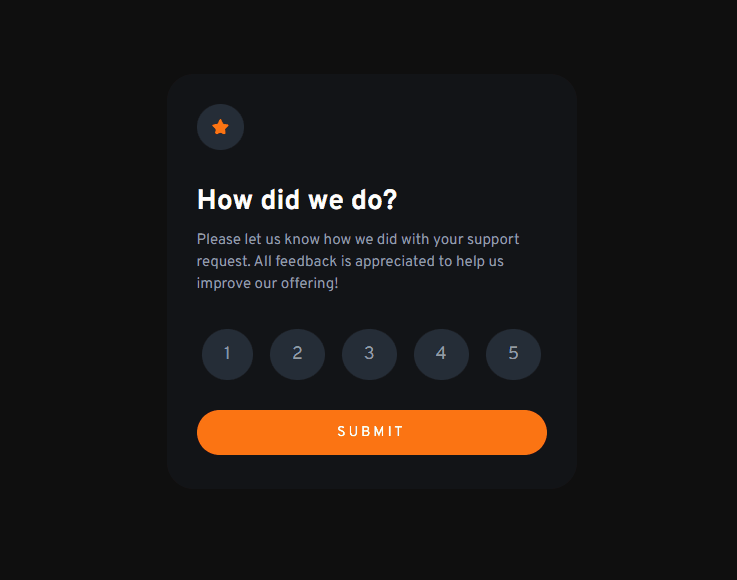 How did we do?
Please let us know how we did with your support
request. All feedback is appreciated to help us
improve our offering!
1 2 3 4 5
SUBMIT